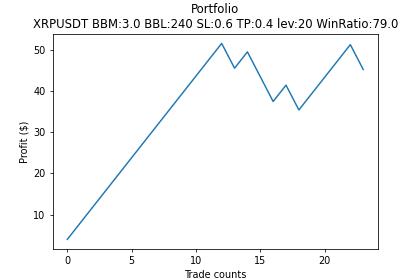 Portfolio
XRPUSDT BBM:3.0 BBL:240 SL:0.6 TP:0.4 lev:20 WinRatio:79.0
50
40
30
20
10
Profit ($)
0 5 10 15 20
Trade counts